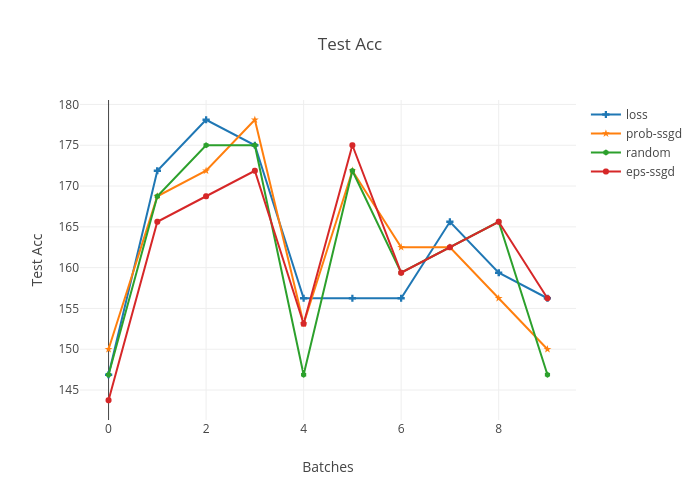 Test Acc
180
175
170
165
160
155
150
145
0
2
4
6
8
Test Acc
Batches
loss
prob-ssgd
random
eps-ssgd